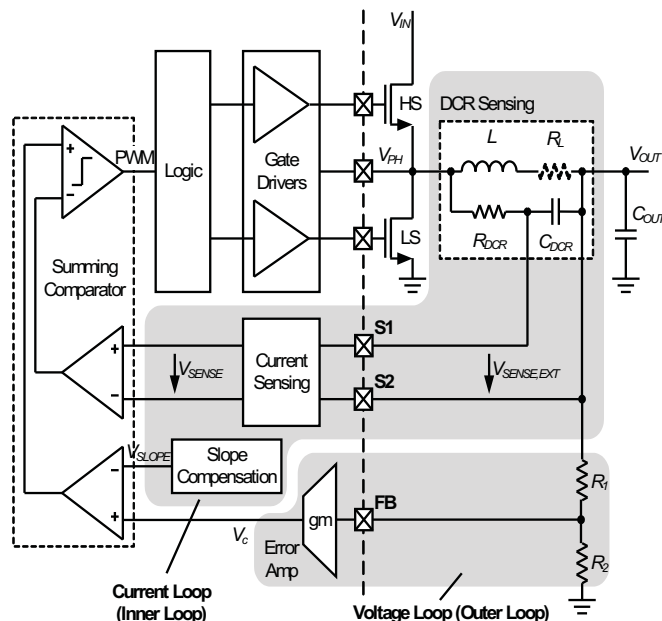 V_IN
DCR Sensing
HS
L
R_L
V_OUT
PWM
Logic
Gate
Drivers
V_PH
R_DCR
C_DCR
C_OUT
LS
+
−
Summing
Comparator
+
−
V_SENSE
Current
Sensing
S1
S2
V_SENSE,EXT
V_SLOPE
Slope
Compensation
−
+
V_c
gm
Error
Amp
FB
R_1
R_2
Current Loop
(Inner Loop)
Voltage Loop (Outer Loop)